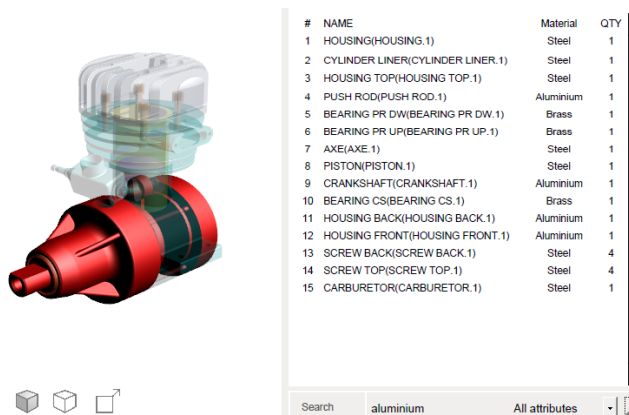 # NAME Material QTY
1 HOUSING(HOUSING.1) Steel 1
2 CYLINDER LINER(CYLINDER LINER.1) Steel 1
3 HOUSING TOP(HOUSING TOP.1) Steel 1
4 PUSH ROD(PUSH ROD.1) Aluminium 1
5 BEARING PR DW(BEARING PR DW.1) Brass 1
6 BEARING PR UP(BEARING PR UP.1) Brass 1
7 AXE(AXE.1) Steel 1
8 PISTON(PISTON.1) Steel 1
9 CRANKSHAFT(CRANKSHAFT.1) Aluminium 1
10 BEARING CS(BEARING CS.1) Brass 1
11 HOUSING BACK(HOUSING BACK.1) Aluminium 1
12 HOUSING FRONT(HOUSING FRONT.1) Aluminium 1
13 SCREW BACK(SCREW BACK.1) Steel 4
14 SCREW TOP(SCREW TOP.1) Steel 4
15 CARBURETOR(CARBURETOR.1) Steel 1
Search aluminium All attributes